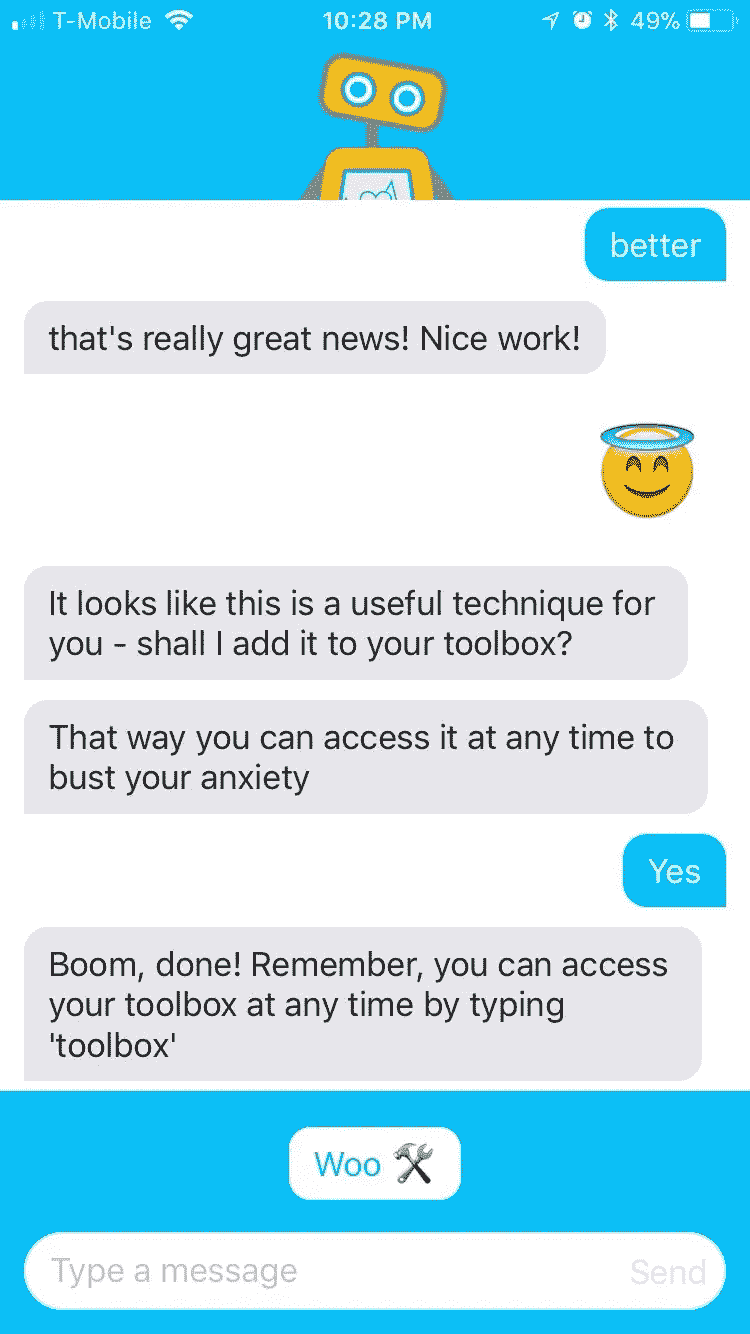 T-Mobile 10:28 PM 49%
better
that's really great news! Nice work!
It looks like this is a useful technique for
you - shall I add it to your toolbox?
That way you can access it at any time to
bust your anxiety
Yes
Boom, done! Remember, you can access
your toolbox at any time by typing
'toolbox'
Woo
Type a message Send